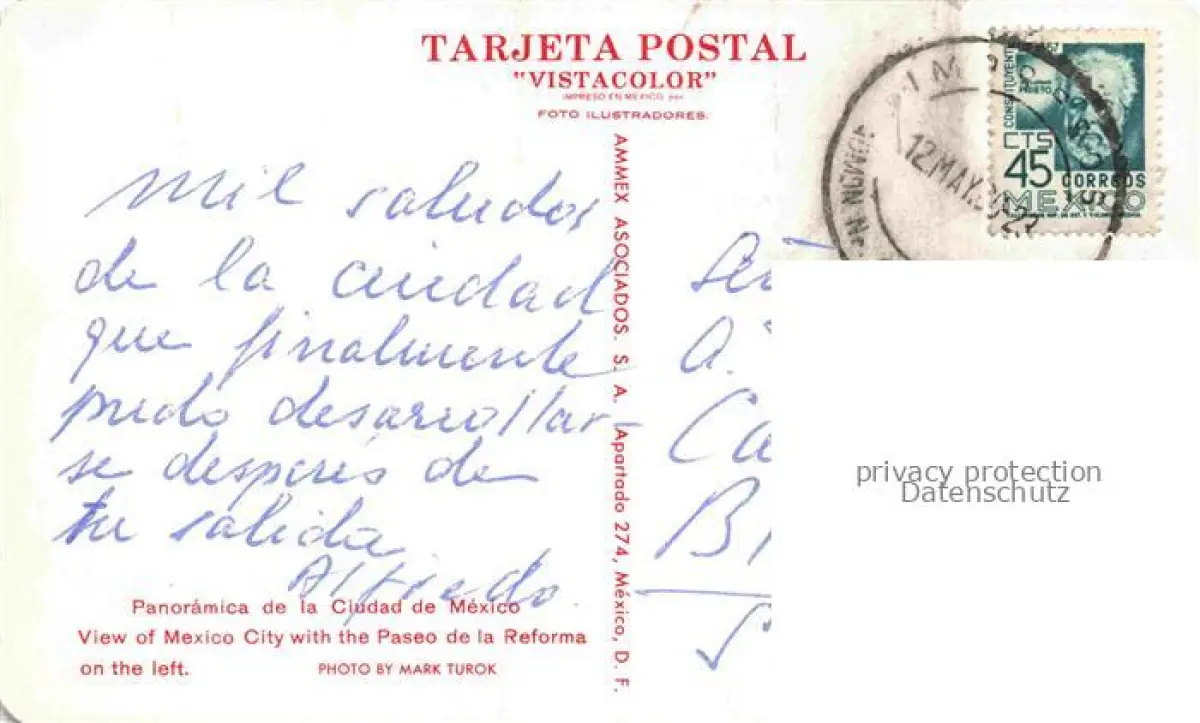 TARJETA POSTAL
"VISTACOLOR"
IMPRESO EN MEXICO
FOTO ILUSTRADORES:
CONSTITUYENTE
PRIETO
CTS
45
CORREOS
MEXICO
12 MAY
mil saludos
de la ciudad
que finalmente
pudo desarrollar-
se después de
tu salida
Alfredo.
Panorámica de la Ciudad de México
View of Mexico City with the Paseo de la Reforma
on the left. PHOTO BY MARK TUROK
AMMEX ASOCIADOS. S. A. Apartado 274, México, D. F.
privacy protection
Datenschutz